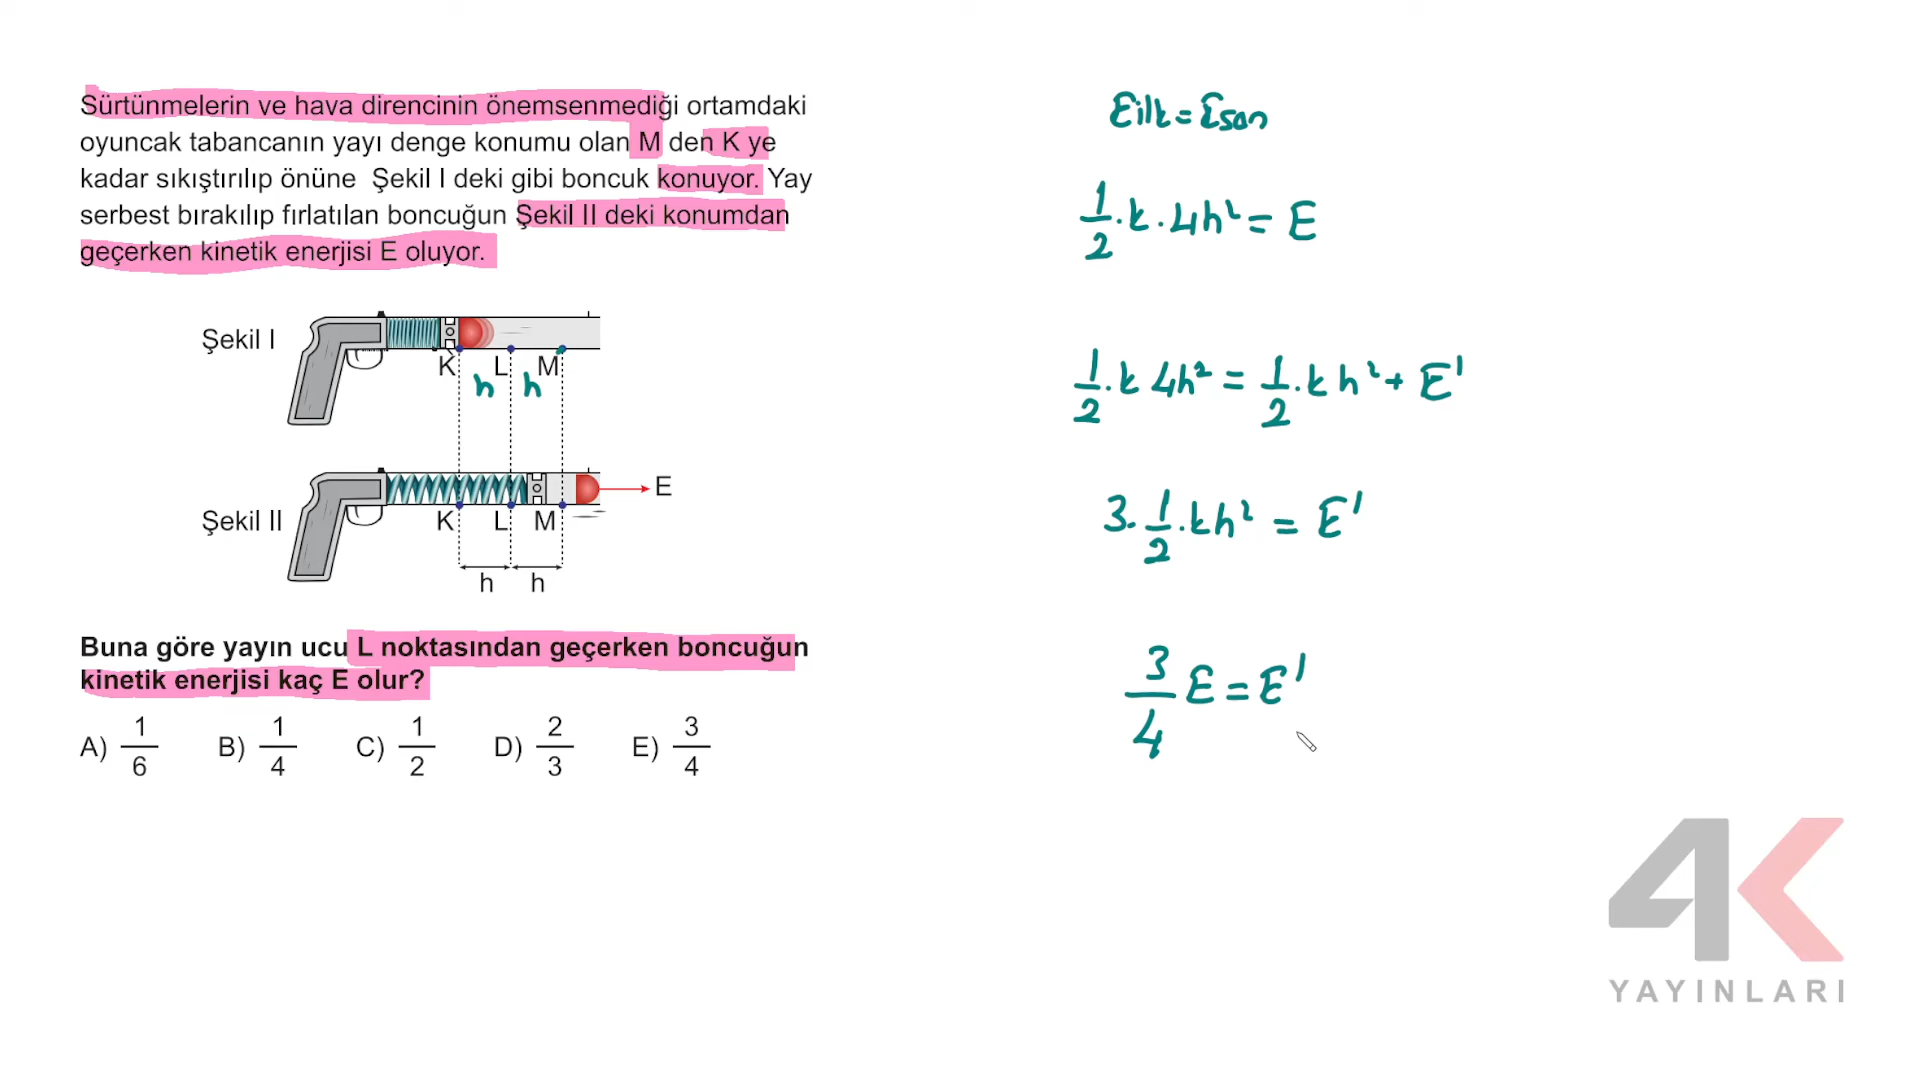 Sürtünmelerin ve hava direncinin önemsenmediği ortamdaki
oyuncak tabancanın yayı denge konumu olan M den K ye
kadar sıkıştırılıp önüne Şekil I deki gibi boncuk konuyor. Yay
serbest bırakılıp fırlatılan boncuğun Şekil II deki konumdan
geçerken kinetik enerjisi E oluyor.
Şekil I
K L M
h h
Şekil II
E
K L M
h h
Buna göre yayın ucu L noktasından geçerken boncuğun
kinetik enerjisi kaç E olur?
A) 1/6 B) 1/4 C) 1/2 D) 2/3 E) 3/4
Eilk = Eson
1/2 . k . 4h² = E
1/2 . k 4h² = 1/2 . k h² + E'
3 . 1/2 . kh² = E'
3/4 E = E'
4K
YAYINLARI